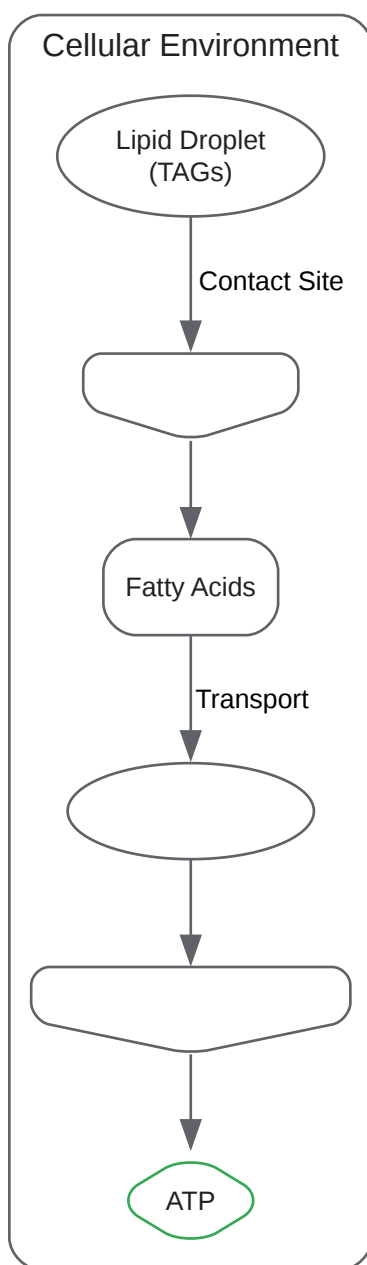 Cellular Environment
Lipid Droplet
(TAGs)
Contact Site
Fatty Acids
Transport
ATP